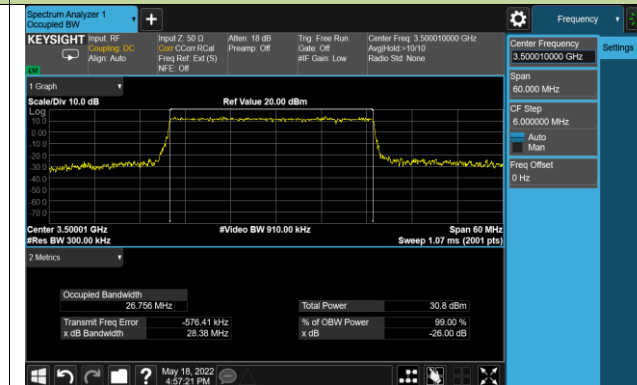 Spectrum Analyzer 1
Occupied BW
Frequency
KEYSIGHT
Input: RF
Coupling: DC
Align: Auto
Input Z: 50 Ω
Corr CCorr RCal
Freq Ref: Ext (S)
NFE: Off
Atten: 18 dB
Preamp: Off
Trig: Free Run
Gate: Off
#IF Gain: Low
Center Freq: 3.500010000 GHz
Avg|Hold:>10/10
Radio Std: None
LXI
Center Frequency
3.500010000 GHz
Settings
Span
60.000 MHz
CF Step
6.000000 MHz
Auto
Man
Freq Offset
0 Hz
1 Graph
Scale/Div 10.0 dB
Ref Value 20.00 dBm
Log
10.0
0.00
-10.0
-20.0
-30.0
-40.0
-50.0
-60.0
-70.0
Center 3.50001 GHz
#Video BW 910.00 kHz
Span 60 MHz
#Res BW 300.00 kHz
Sweep 1.07 ms (2001 pts)
2 Metrics
Occupied Bandwidth
26.756 MHz
Total Power
30.8 dBm
Transmit Freq Error
-576.41 kHz
% of OBW Power
99.00 %
x dB Bandwidth
28.38 MHz
x dB
-26.00 dB
May 18, 2022
4:57:21 PM